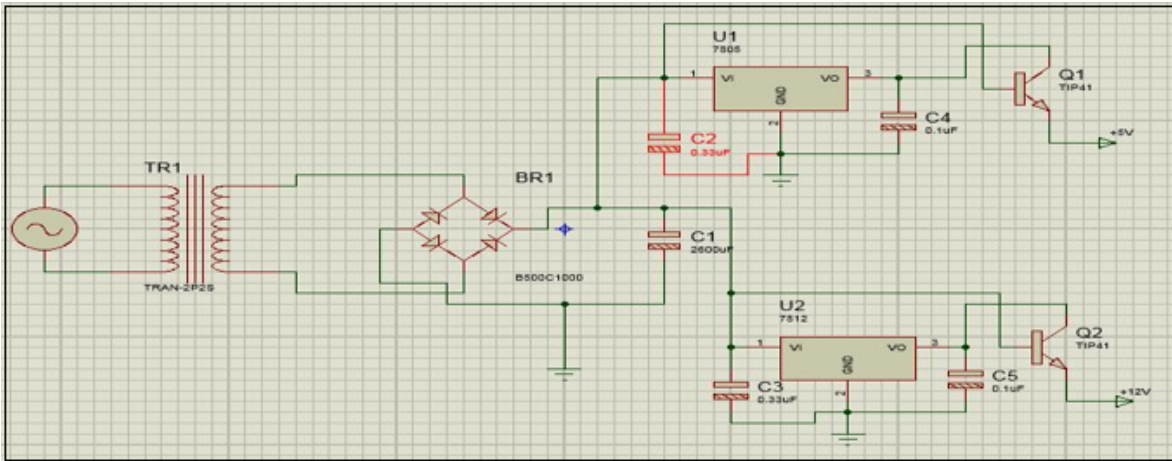 U1
7805
1
VI
VO
3
GND
2
Q1
TIP41
C2
0.33uF
C4
0.1uF
+5V
TR1
TRAN-2P2S
BR1
B500C1000
C1
2600uF
U2
7812
1
VI
VO
3
GND
2
Q2
TIP41
C3
0.33uF
C5
0.1uF
+12V